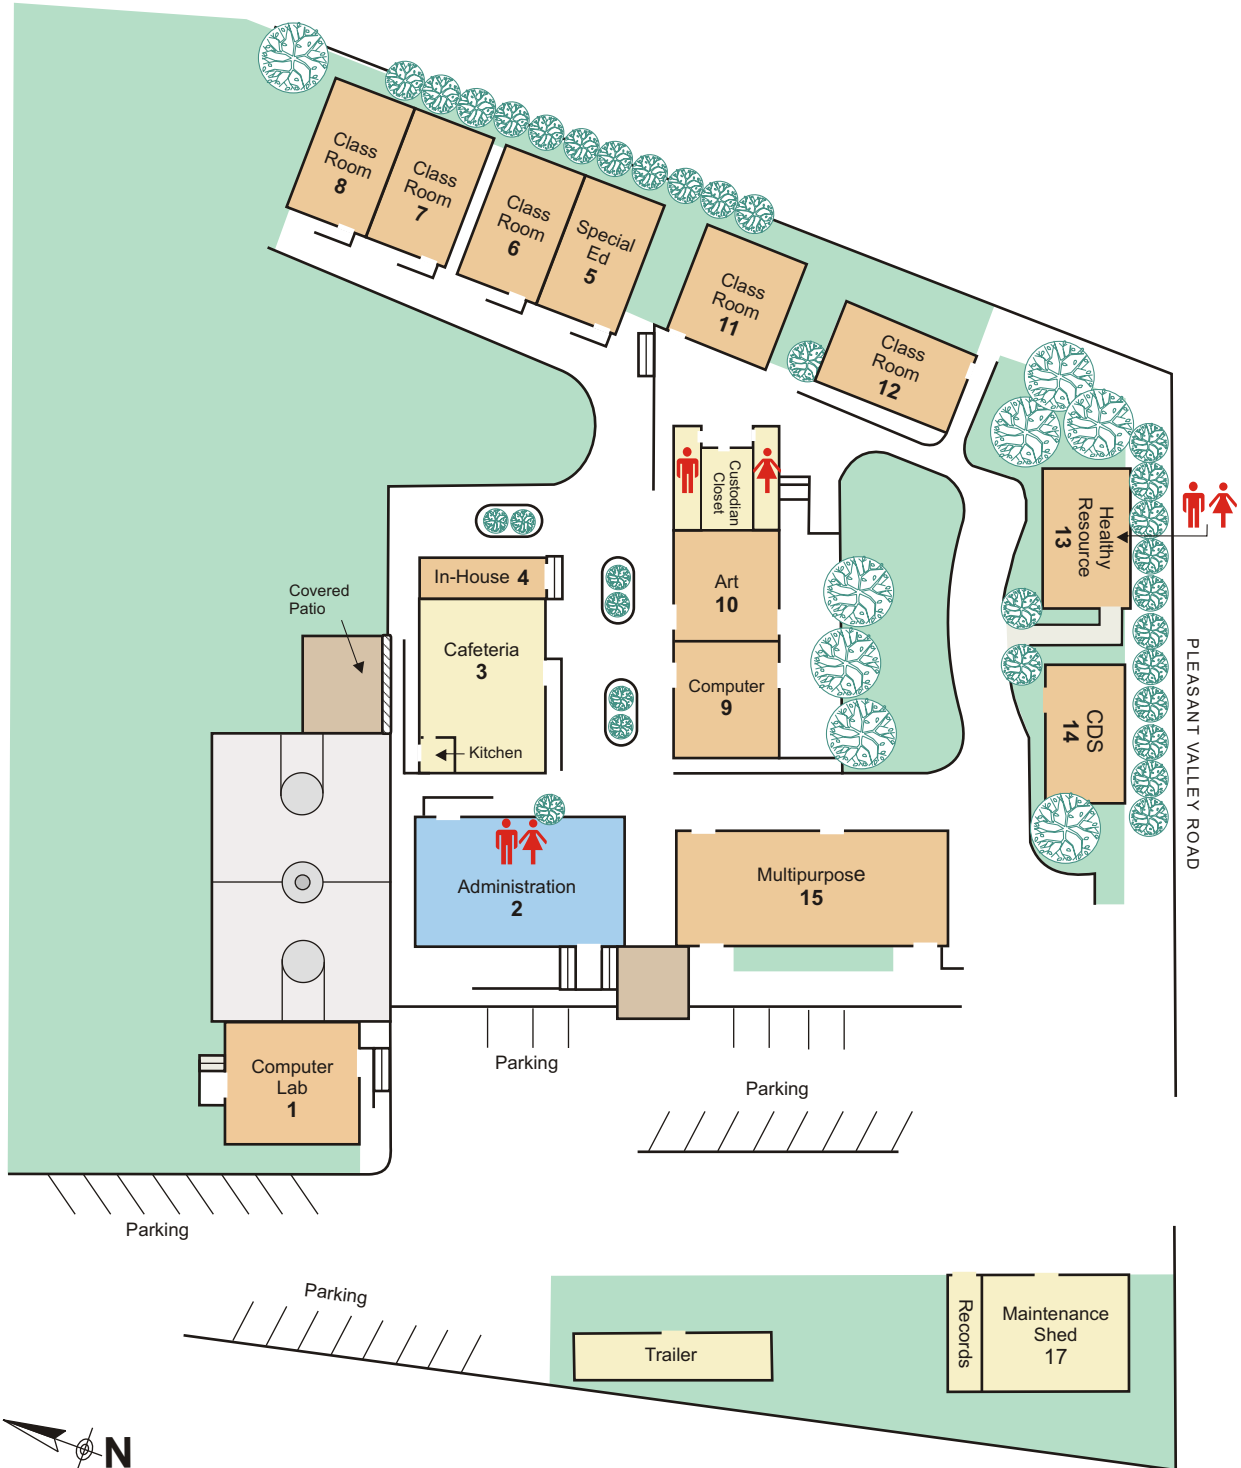 Class
Room
8
Class
Room
7
Class
Room
6
Special
Ed
5
Class
Room
11
Class
Room
12
Custodian
Closet
Healthy
Resource
13
In-House 4
Art
10
Covered
Patio
Cafeteria
3
Computer
9
Kitchen
CDS
14
PLEASANT VALLEY ROAD
Administration
2
Multipurpose
15
Parking
Computer
Lab
1
Parking
Parking
Parking
Records
Maintenance
Shed
17
Trailer
N